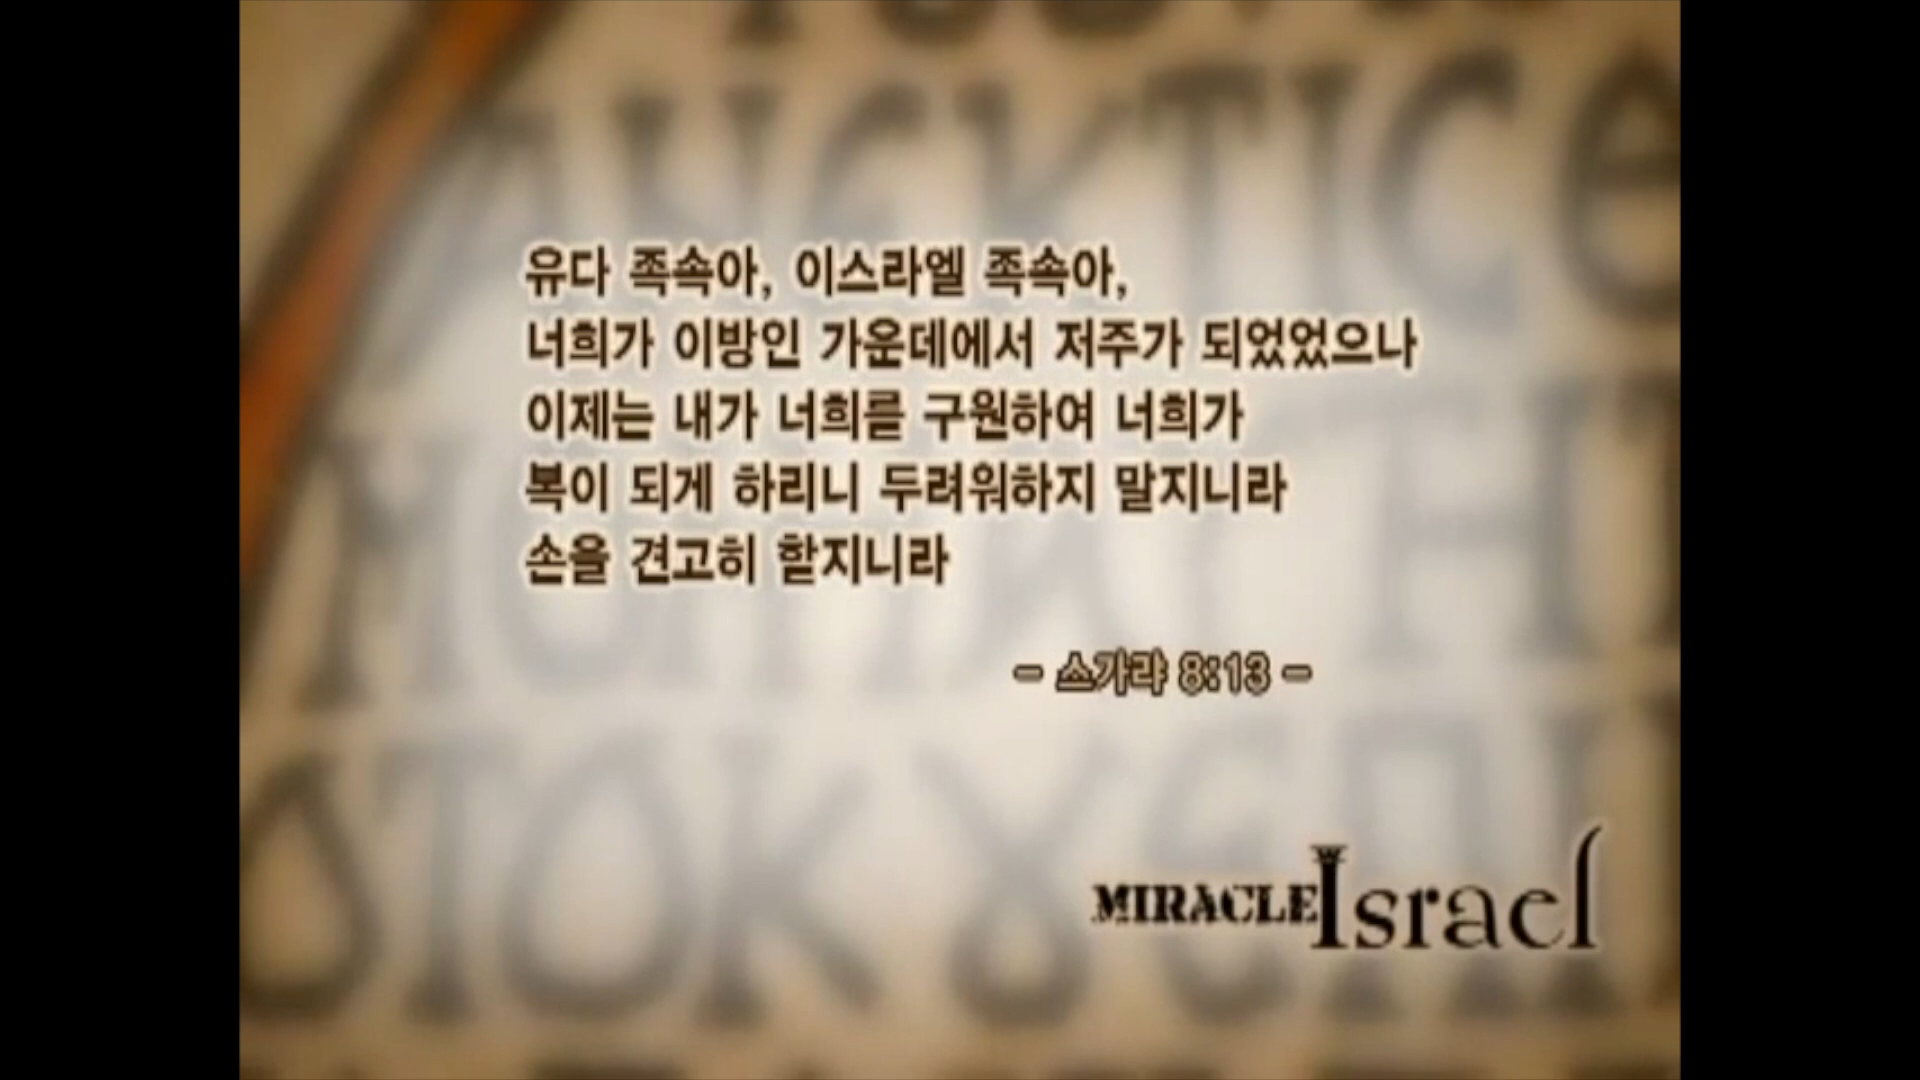 유다 족속아, 이스라엘 족속아,
너희가 이방인 가운데에서 저주가 되었었으나
이제는 내가 너희를 구원하여 너희가
복이 되게 하리니 두려워하지 말지니라
손을 견고히 할지니라
- 스가랴 8:13 -
MIRACLE Israel